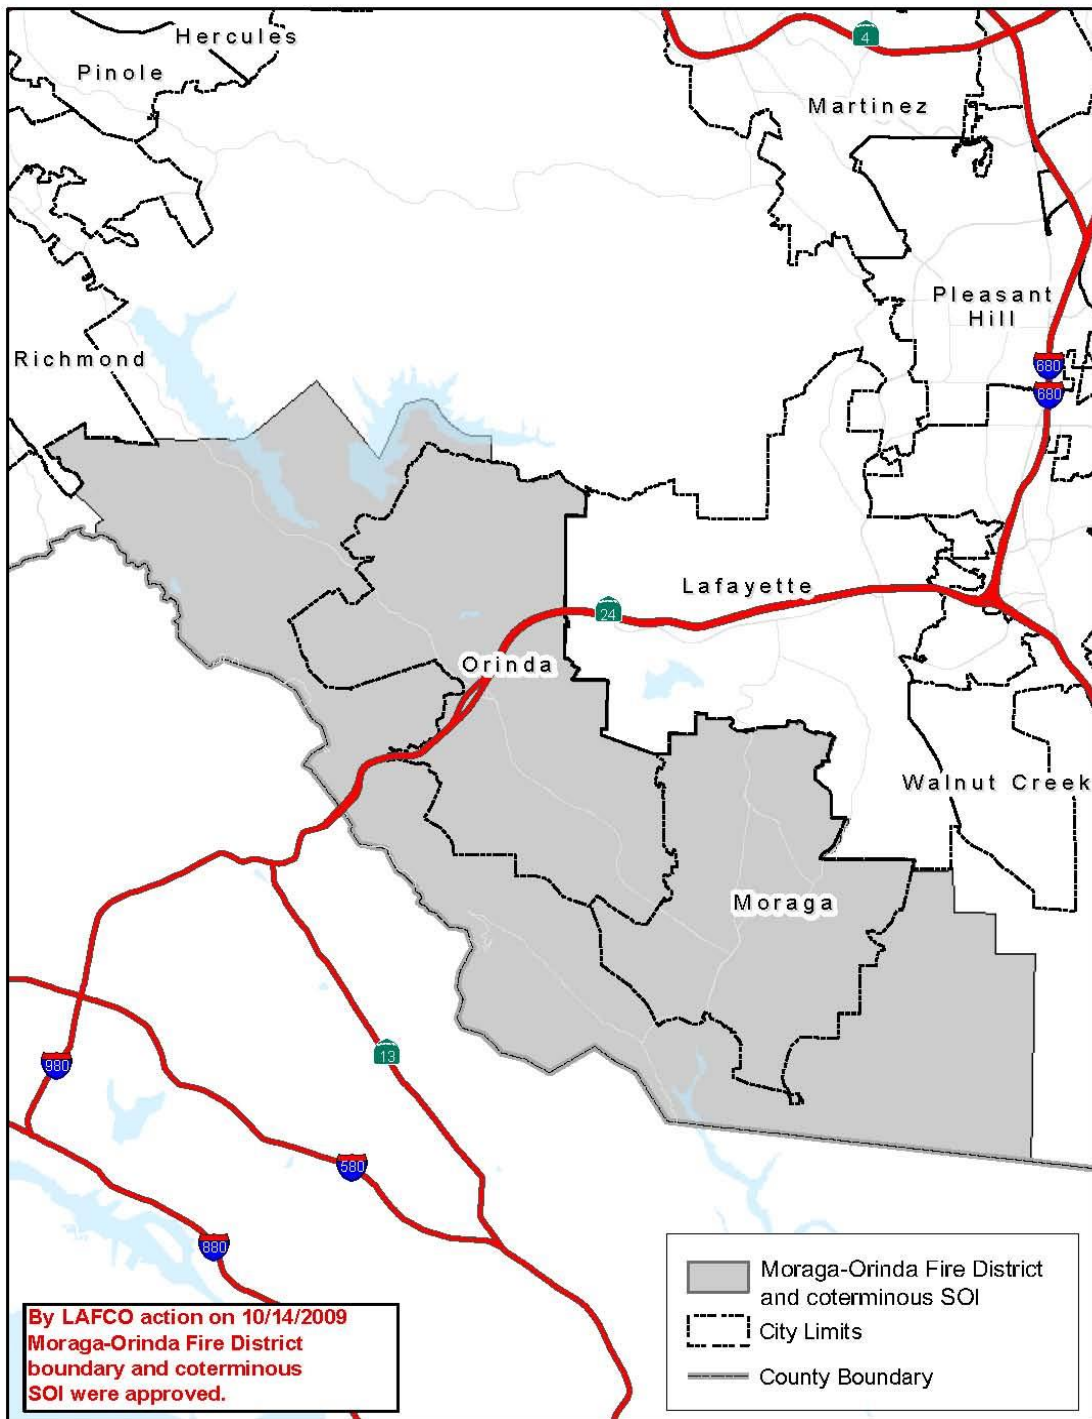 Hercules
Pinole
4
Martinez
Pleasant
Hill
Richmond
680
680
Lafayette
24
Orinda
Walnut Creek
Moraga
980
13
580
880
Moraga-Orinda Fire District
and coterminous SOI
City Limits
County Boundary
By LAFCO action on 10/14/2009
Moraga-Orinda Fire District
boundary and coterminous
SOI were approved.